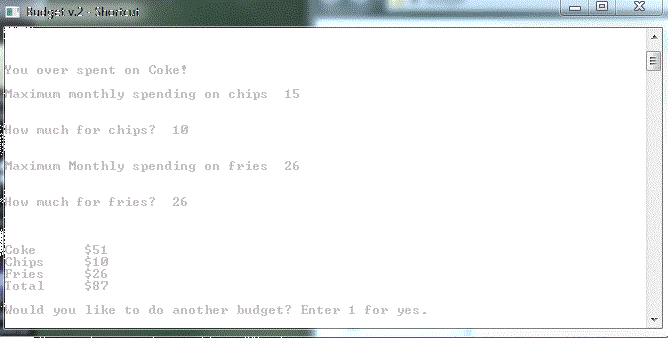 Budget v.2 - Shortcut
You over spent on Coke!
Maximum monthly spending on chips  15
How much for chips?  10
Maximum Monthly spending on fries  26
How much for fries?  26
Coke      $51
Chips     $10
Fries     $26
Total     $87
Would you like to do another budget? Enter 1 for yes.